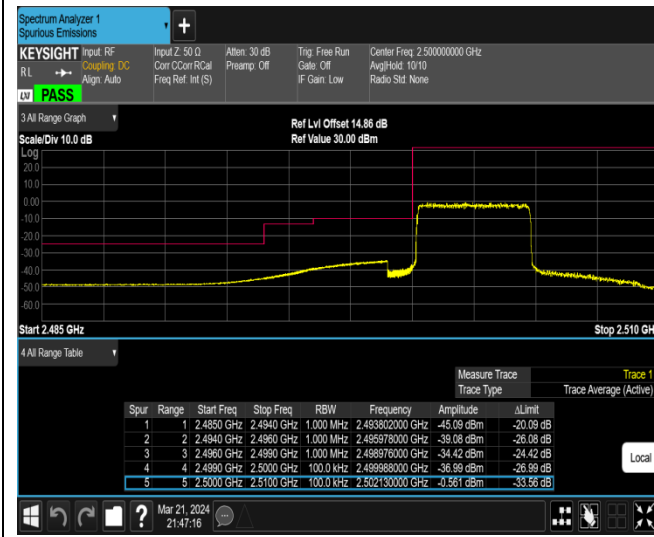 Spectrum Analyzer 1
Spurious Emissions
+
KEYSIGHT Input: RF Input Z: 50 Ω Atten: 30 dB Trig: Free Run Center Freq: 2.500000000 GHz
RL Coupling: DC Corr CCorr RCal Preamp: Off Gate: Off Avg|Hold: 10/10
Align: Auto Freq Ref: Int (S) IF Gain: Low Radio Std: None
LXI PASS
3 All Range Graph
Ref Lvl Offset 14.86 dB
Scale/Div 10.0 dB Ref Value 30.00 dBm
Log
20.0
10.0
0.00
-10.0
-20.0
-30.0
-40.0
-50.0
-60.0
Start 2.485 GHz Stop 2.510 GH
4 All Range Table
Measure Trace Trace 1
Trace Type Trace Average (Active)
Spur Range Start Freq Stop Freq RBW Frequency Amplitude ΔLimit
1 1 2.4850 GHz 2.4940 GHz 1.000 MHz 2.493802000 GHz -45.09 dBm -20.09 dB
2 2 2.4940 GHz 2.4960 GHz 1.000 MHz 2.495978000 GHz -39.08 dBm -26.08 dB
3 3 2.4960 GHz 2.4990 GHz 1.000 MHz 2.498976000 GHz -34.42 dBm -24.42 dB
4 4 2.4990 GHz 2.5000 GHz 100.0 kHz 2.499988000 GHz -36.99 dBm -26.99 dB
5 5 2.5000 GHz 2.5100 GHz 100.0 kHz 2.502130000 GHz -0.561 dBm -33.56 dB
Local
? Mar 21, 2024
21:47:16